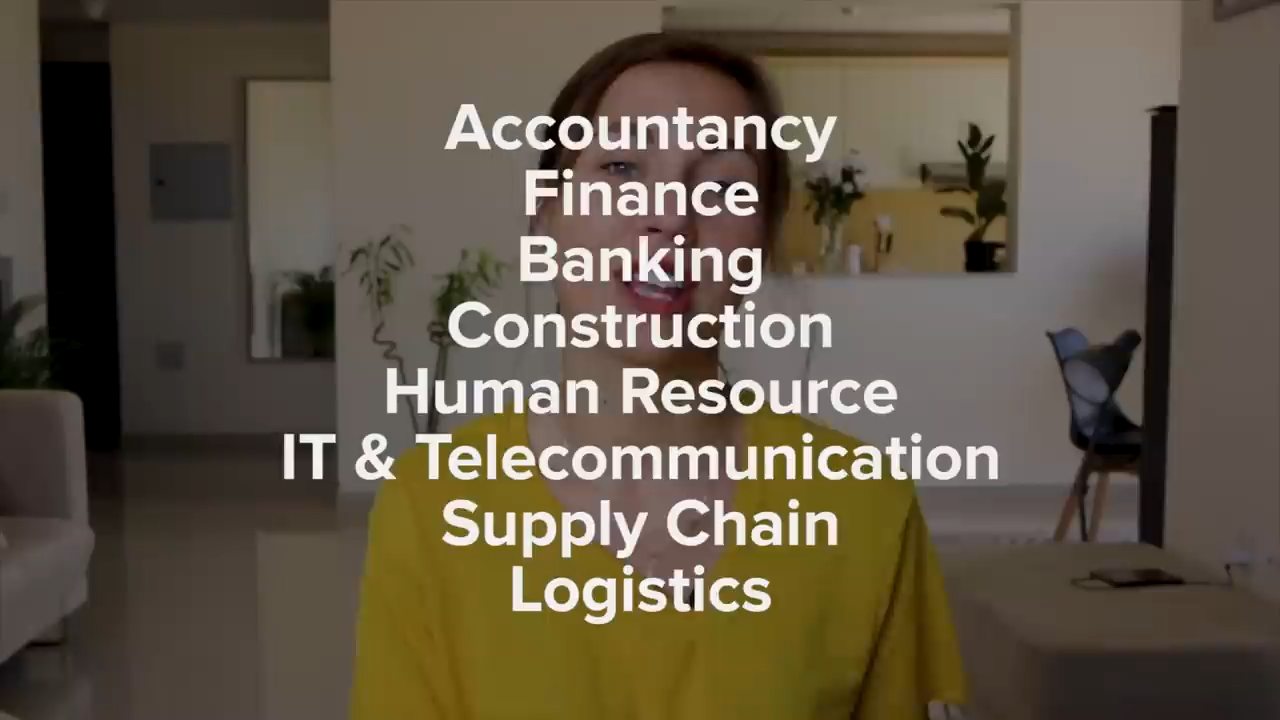 Accountancy
Finance
Banking
Construction
Human Resource
IT & Telecommunication
Supply Chain
Logistics